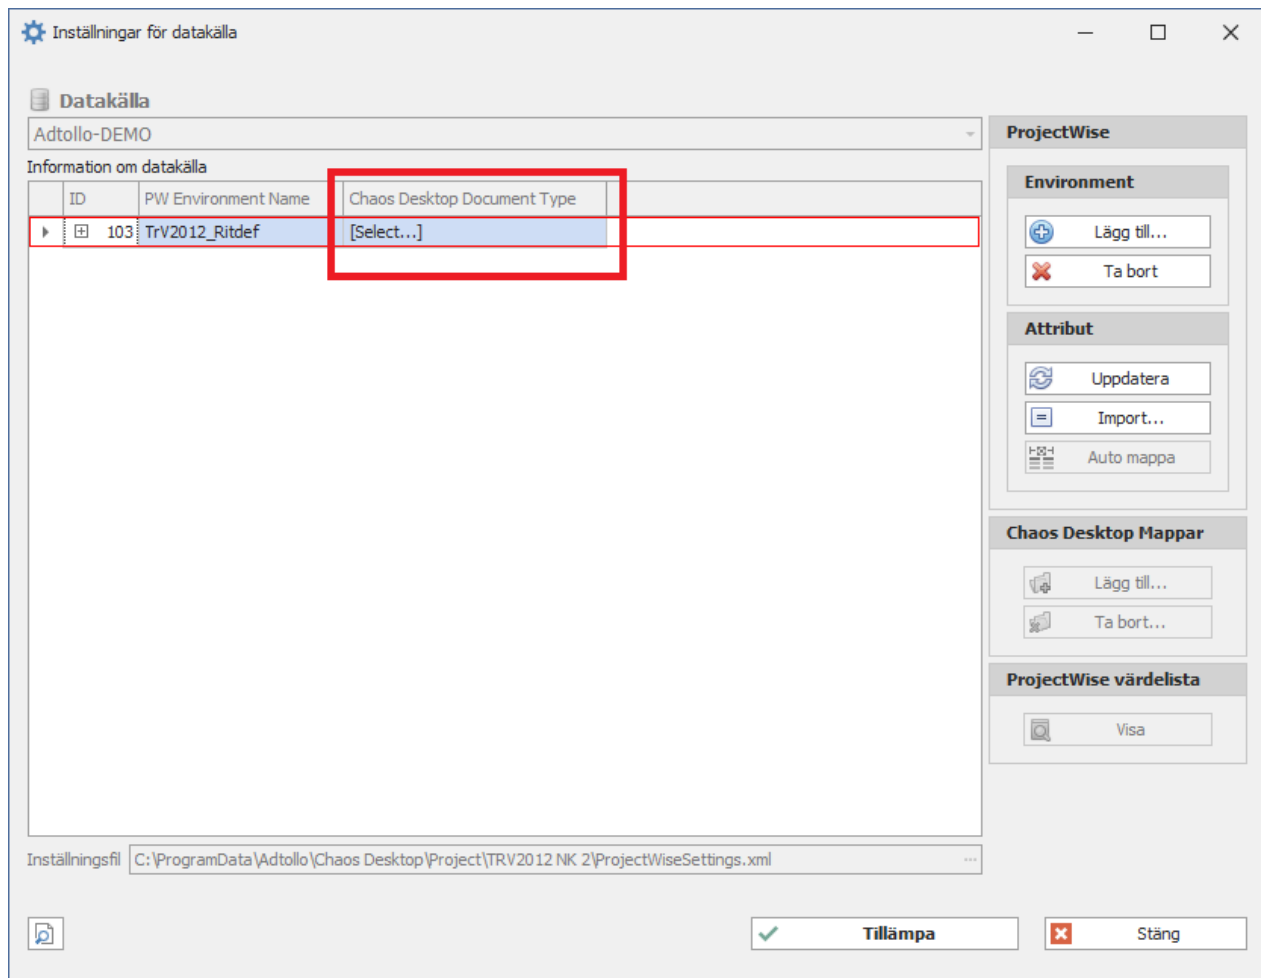 Inställningar för datakälla
Datakälla
Adtollo-DEMO
Information om datakälla
ID PW Environment Name Chaos Desktop Document Type
103 TrV2012_Ritdef [Select...]
ProjectWise
Environment
Lägg till...
Ta bort
Attribut
Uppdatera
Import...
Auto mappa
Chaos Desktop Mappar
Lägg till...
Ta bort...
ProjectWise värdelista
Visa
Inställningsfil C:\ProgramData\Adtollo\Chaos Desktop\Project\TRV2012 NK 2\ProjectWiseSettings.xml ...
Tillämpa Stäng